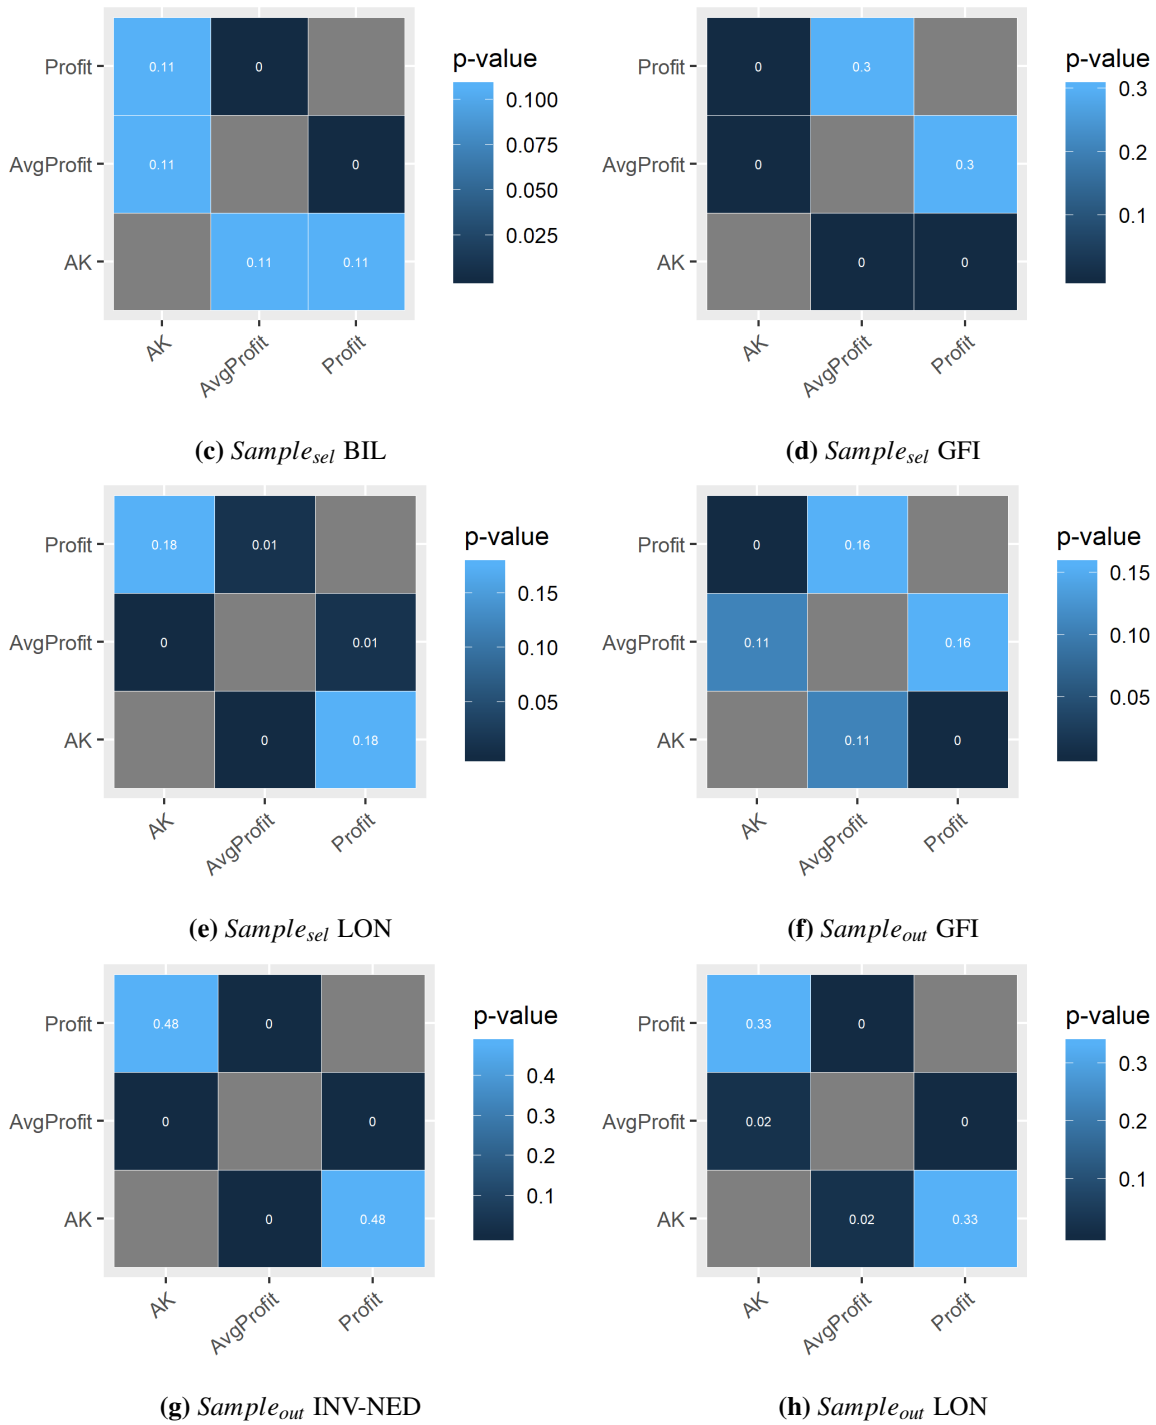 p-value
Profit
0.11
0
0.100
0.075
AvgProfit
0.11
0
0.050
0.025
AK
0.11
0.11
AK
AvgProfit
Profit
(c) Sample_sel BIL
p-value
0.3
Profit
0
0.3
0.2
AvgProfit
0
0.3
0.1
AK
0
0
AK
AvgProfit
Profit
(d) Sample_sel GFI
p-value
Profit
0.18
0.01
0.15
0.10
AvgProfit
0
0.01
0.05
AK
0
0.18
AK
AvgProfit
Profit
(e) Sample_sel LON
p-value
Profit
0
0.16
0.15
0.10
AvgProfit
0.11
0.16
0.05
AK
0.11
0
AK
AvgProfit
Profit
(f) Sample_out GFI
p-value
Profit
0.48
0
0.4
0.3
AvgProfit
0
0
0.2
0.1
AK
0
0.48
AK
AvgProfit
Profit
(g) Sample_out INV-NED
p-value
Profit
0.33
0
0.3
0.2
AvgProfit
0.02
0
0.1
AK
0.02
0.33
AK
AvgProfit
Profit
(h) Sample_out LON